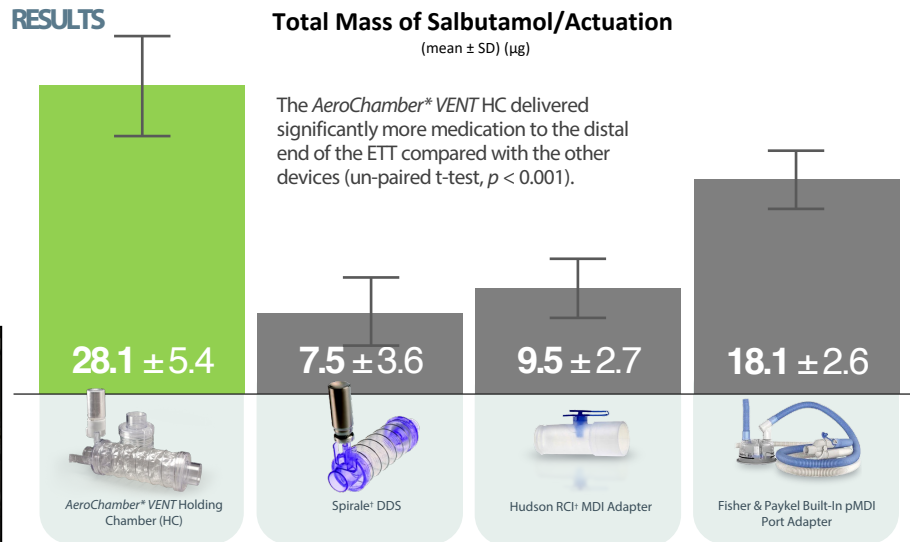 RESULTS
Total Mass of Salbutamol/Actuation
(mean ± SD) (µg)
The AeroChamber* VENT HC delivered
significantly more medication to the distal
end of the ETT compared with the other
devices (un-paired t-test, p < 0.001).
28.1 ± 5.4
7.5 ± 3.6
9.5 ± 2.7
18.1 ± 2.6
AeroChamber* VENT Holding
Chamber (HC)
Spirale† DDS
Hudson RCI† MDI Adapter
Fisher & Paykel Built-In pMDI
Port Adapter